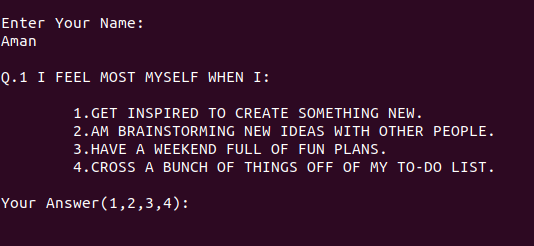 Enter Your Name:
Aman
Q.1 I FEEL MOST MYSELF WHEN I:
1.GET INSPIRED TO CREATE SOMETHING NEW.
2.AM BRAINSTORMING NEW IDEAS WITH OTHER PEOPLE.
3.HAVE A WEEKEND FULL OF FUN PLANS.
4.CROSS A BUNCH OF THINGS OFF OF MY TO-DO LIST.
Your Answer(1,2,3,4):